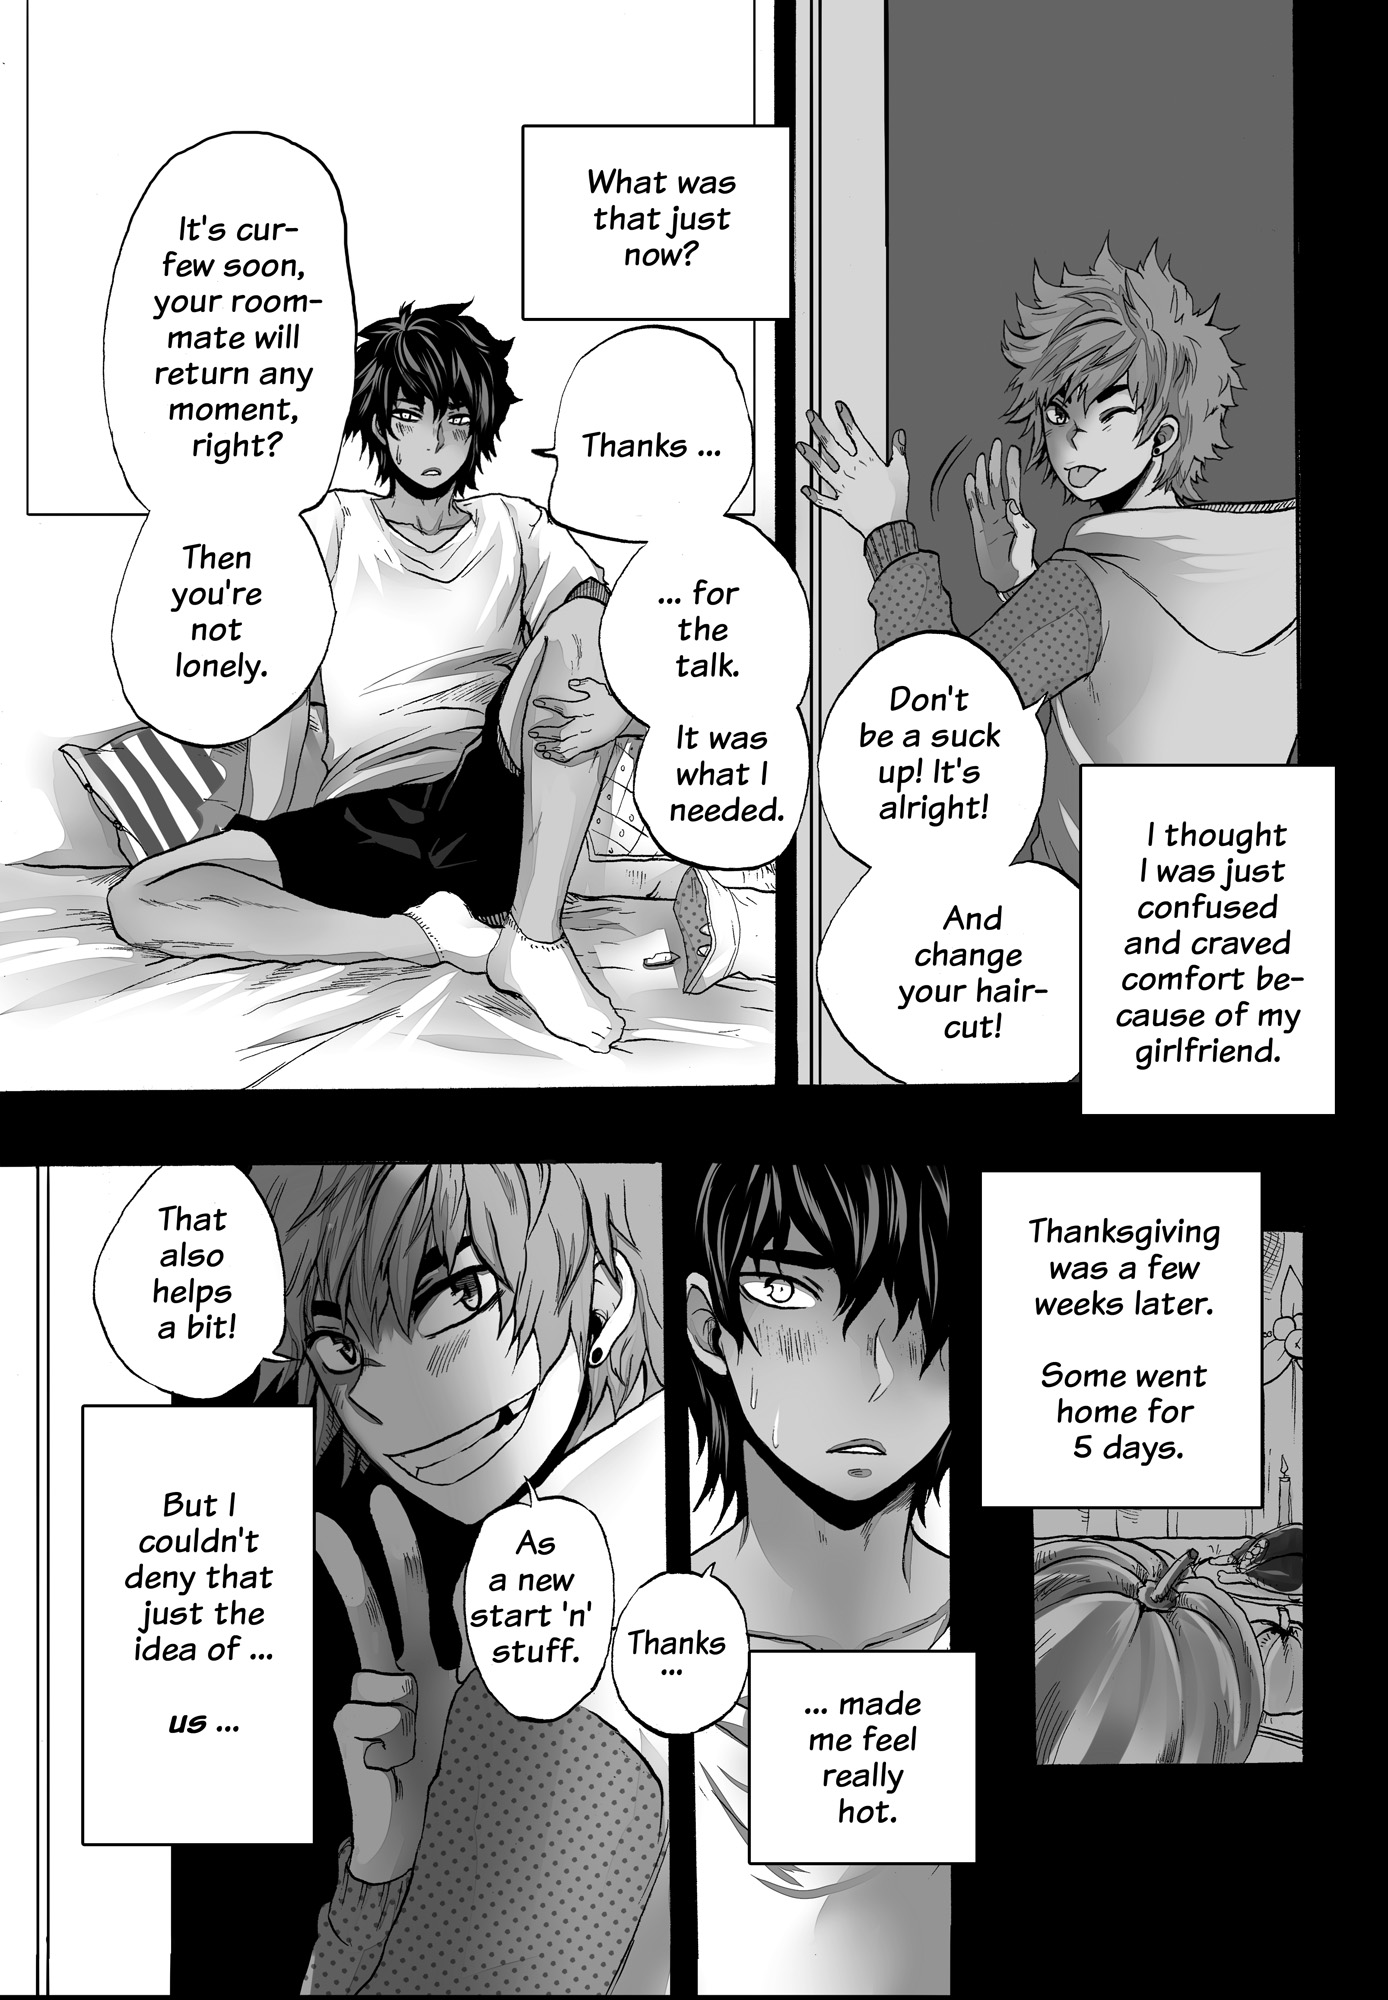 It's cur-
few soon,
your room-
mate will
return any
moment,
right?
Then
you're
not
lonely.
What was
that just
now?
Thanks ...
... for
the
talk.
It was
what I
needed.
Don't
be a suck
up! It's
alright!
And
change
your hair-
cut!
I thought
I was just
confused
and craved
comfort be-
cause of my
girlfriend.
That
also
helps
a bit!
But I
couldn't
deny that
just the
idea of ...
us ...
As
a new
start 'n'
stuff.
Thanks
...
... made
me feel
really
hot.
Thanksgiving
was a few
weeks later.
Some went
home for
5 days.